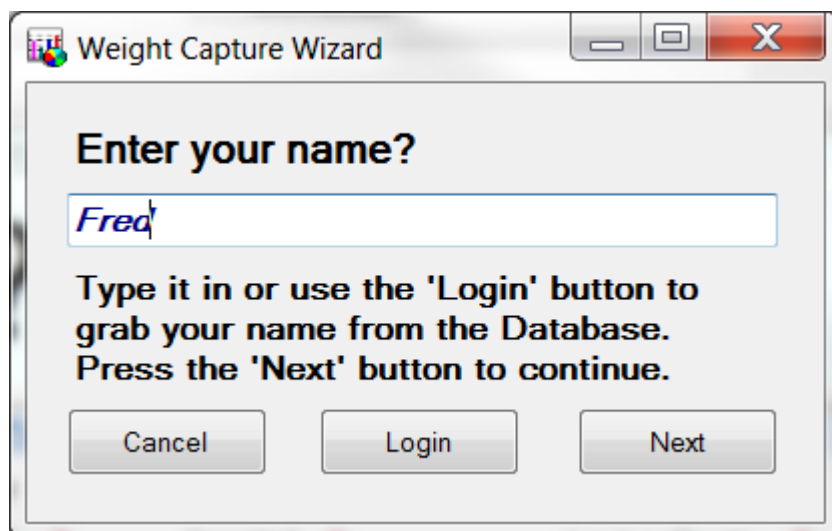 Weight Capture Wizard
Enter your name?
Fred
Type it in or use the 'Login' button to
grab your name from the Database.
Press the 'Next' button to continue.
Cancel Login Next